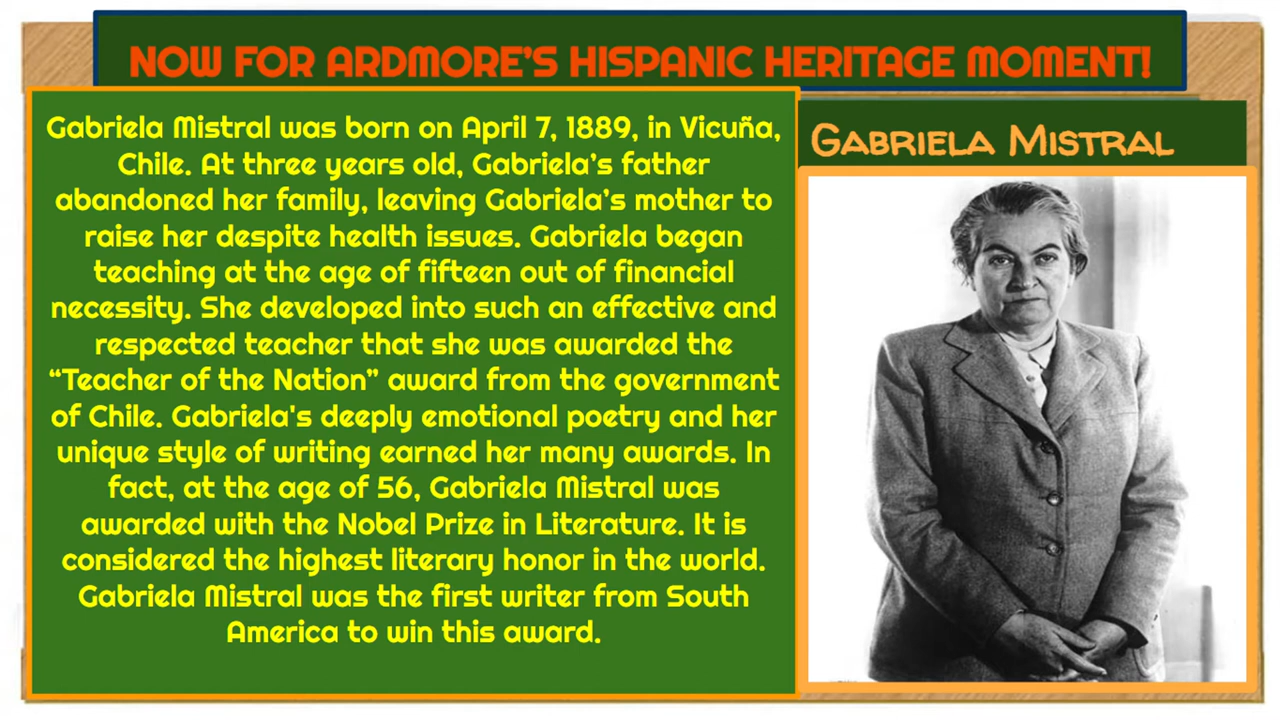 NOW FOR ARDMORE’S HISPANIC HERITAGE MOMENT!
Gabriela Mistral was born on April 7, 1889, in Vicuña,
Chile. At three years old, Gabriela’s father
abandoned her family, leaving Gabriela’s mother to
raise her despite health issues. Gabriela began
teaching at the age of fifteen out of financial
necessity. She developed into such an effective and
respected teacher that she was awarded the
“Teacher of the Nation” award from the government
of Chile. Gabriela's deeply emotional poetry and her
unique style of writing earned her many awards. In
fact, at the age of 56, Gabriela Mistral was
awarded with the Nobel Prize in Literature. It is
considered the highest literary honor in the world.
Gabriela Mistral was the first writer from South
America to win this award.
Gabriela Mistral